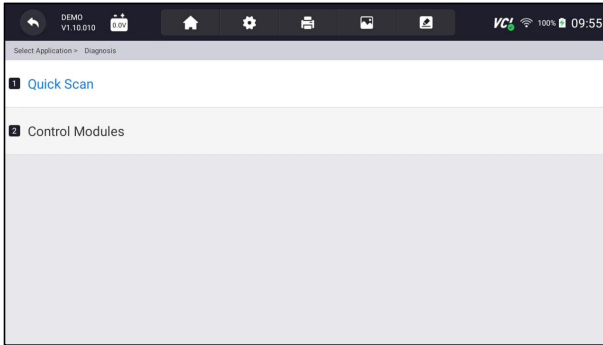 DEMO
V1.10.010
0.0V
VCI
100%
09:55
Select Application > Diagnosis
1 Quick Scan
2 Control Modules